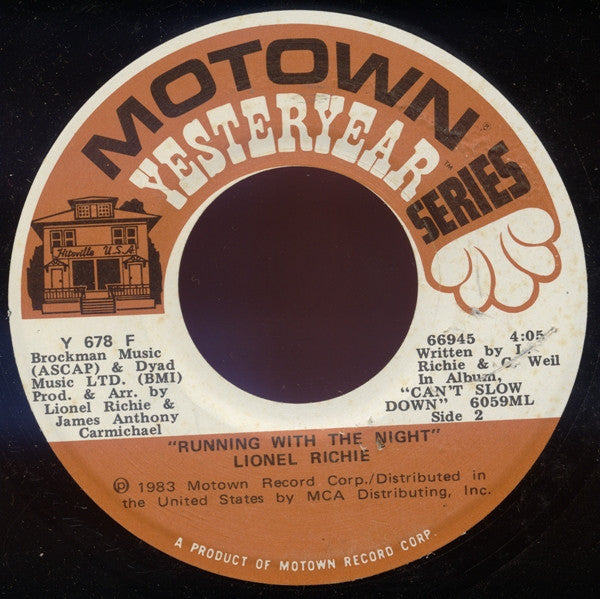 MOTOWN®
YESTERYEAR™
SERIES
Hitsville U.S.A
Y 678 F
Brockman Music
(ASCAP) & Dyad
Music LTD. (BMI)
Prod. & Arr. by
Lionel Richie &
James Anthony
Carmichael
66945 4:05
Written by L
Richie & C. Weil
In Album,
"CAN'T SLOW
DOWN" 6059ML
Side 2
"RUNNING WITH THE NIGHT"
LIONEL RICHIE
℗ 1983 Motown Record Corp./Distributed in
the United States by MCA Distributing, Inc.
A PRODUCT OF MOTOWN RECORD CORP.